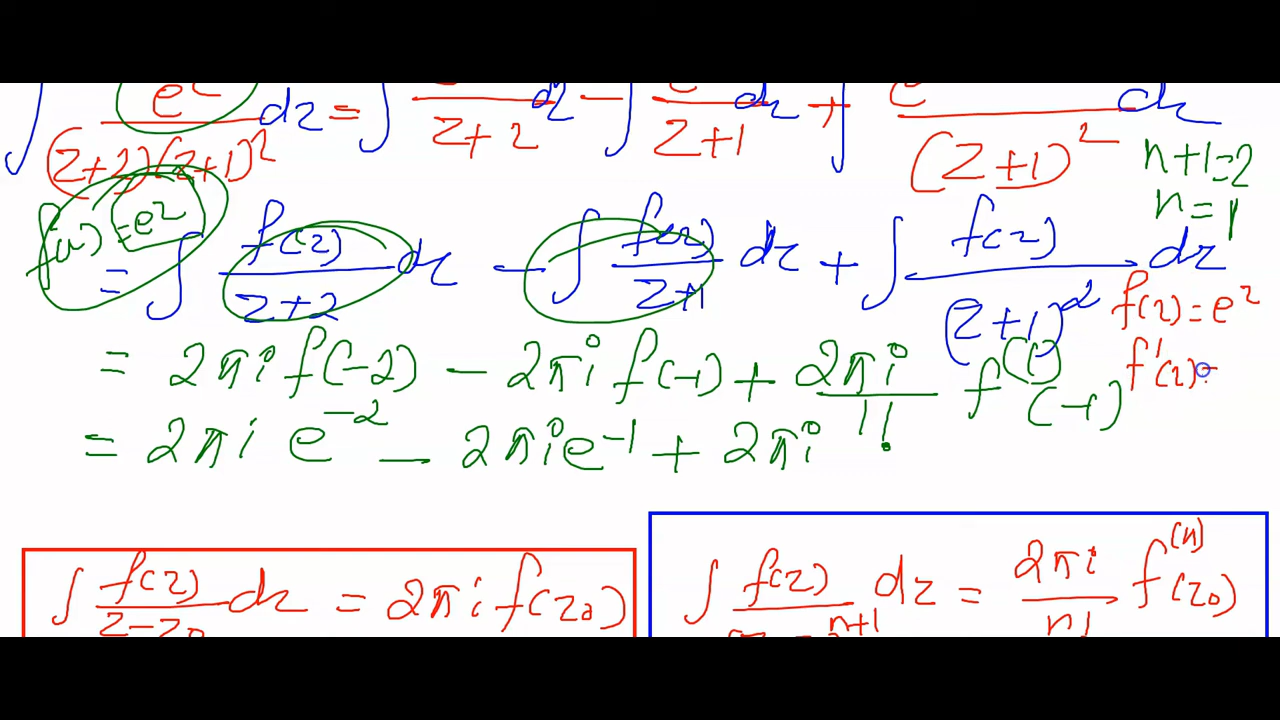 ∫ e^z/((z+2)(z+1)^2) dz = ∫ e/(z+2) dz − ∫ e/(z+1) dz + ∫ e/(z+1)^2 dz
n+1=2
n=1
f(z)=e^z
= ∫ f(z)/(z+2) dz − ∫ f(z)/(z+1) dz + ∫ f(z)/(z+1)^2 dz
f(z)=e^z
f'(z)=
= 2πi f(-2) − 2πi f(-1) + 2πi/1! f^(1)(-1)
= 2πi e^-2 − 2πi e^-1 + 2πi
∫ f(z)/(z−z0) dz = 2πi f(z0)
∫ f(z)/ n+1 dz = 2πi/n! f^(n)(z0)